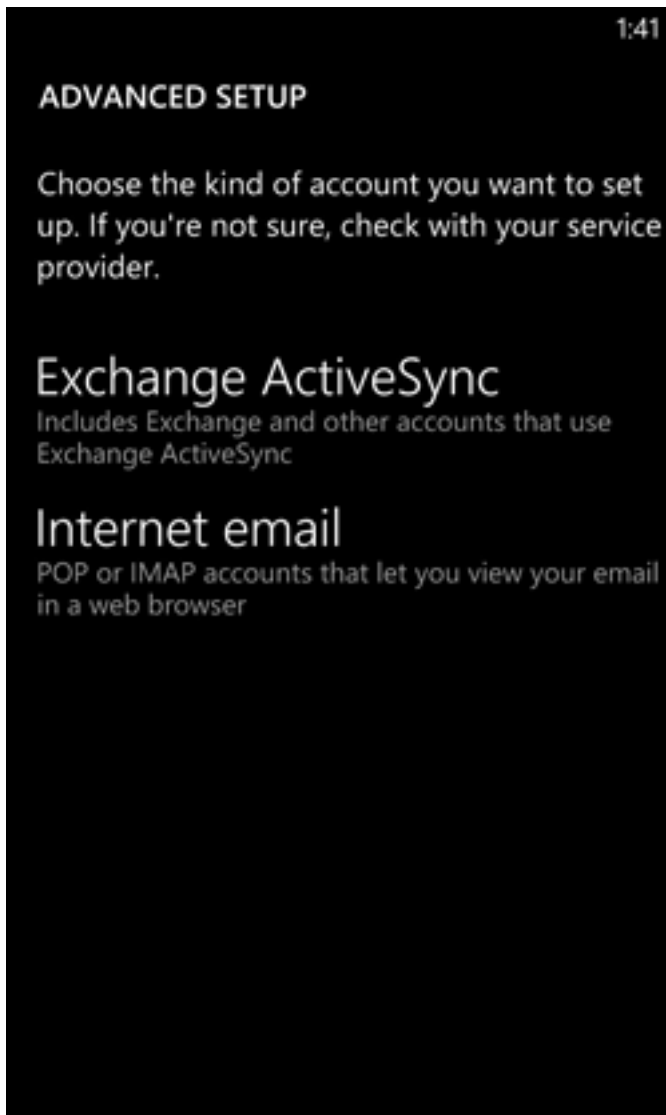 1:41
ADVANCED SETUP
Choose the kind of account you want to set
up. If you're not sure, check with your service
provider.
Exchange ActiveSync
Includes Exchange and other accounts that use
Exchange ActiveSync
Internet email
POP or IMAP accounts that let you view your email
in a web browser